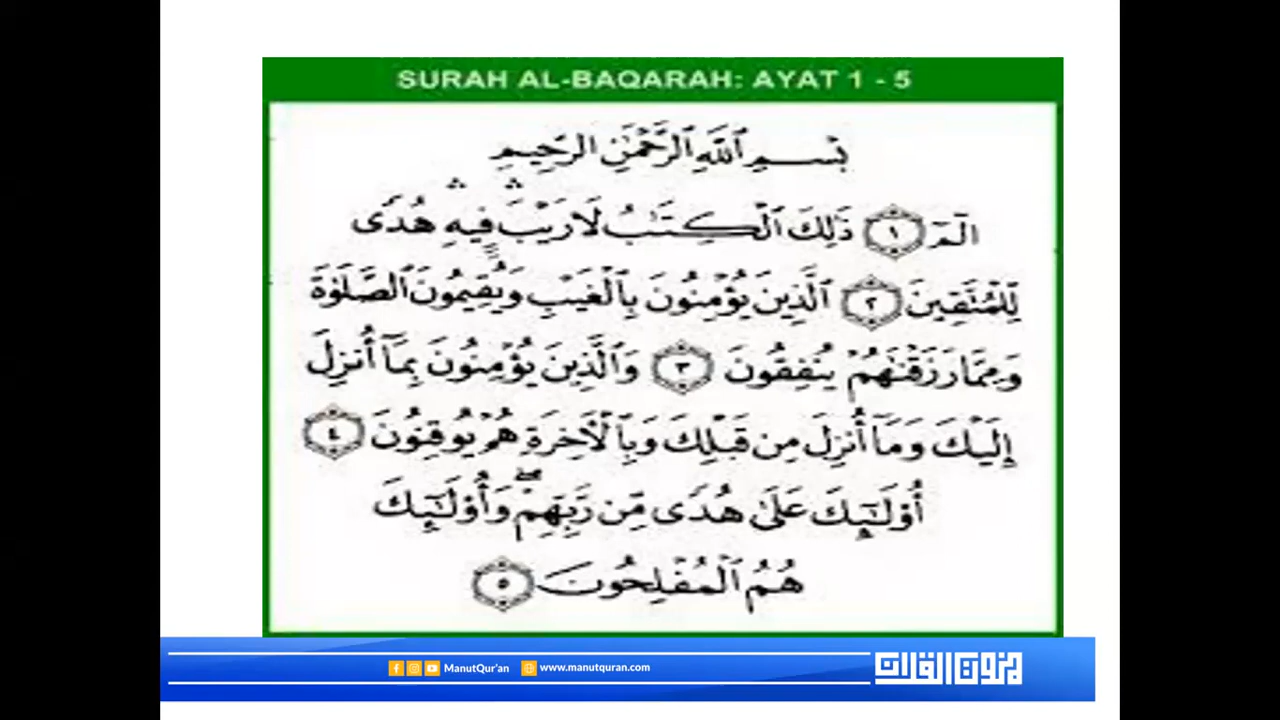 SURAH AL-BAQARAH: AYAT 1 - 5
بِسْمِ ٱللَّهِ ٱلرَّحْمَٰنِ ٱلرَّحِيمِ
الٓمٓ ١ ذَٰلِكَ ٱلْكِتَٰبُ لَا رَيْبَ ۛ فِيهِ ۛ هُدًى
لِّلْمُتَّقِينَ ٢ ٱلَّذِينَ يُؤْمِنُونَ بِٱلْغَيْبِ وَيُقِيمُونَ ٱلصَّلَوٰةَ
وَمِمَّا رَزَقْنَٰهُمْ يُنفِقُونَ ٣ وَٱلَّذِينَ يُؤْمِنُونَ بِمَآ أُنزِلَ
إِلَيْكَ وَمَآ أُنزِلَ مِن قَبْلِكَ وَبِٱلْءَاخِرَةِ هُمْ يُوقِنُونَ ٤
أُو۟لَٰٓئِكَ عَلَىٰ هُدًى مِّن رَّبِّهِمْ ۖ وَأُو۟لَٰٓئِكَ
هُمُ ٱلْمُفْلِحُونَ ٥
ManutQur'an www.manutquran.com